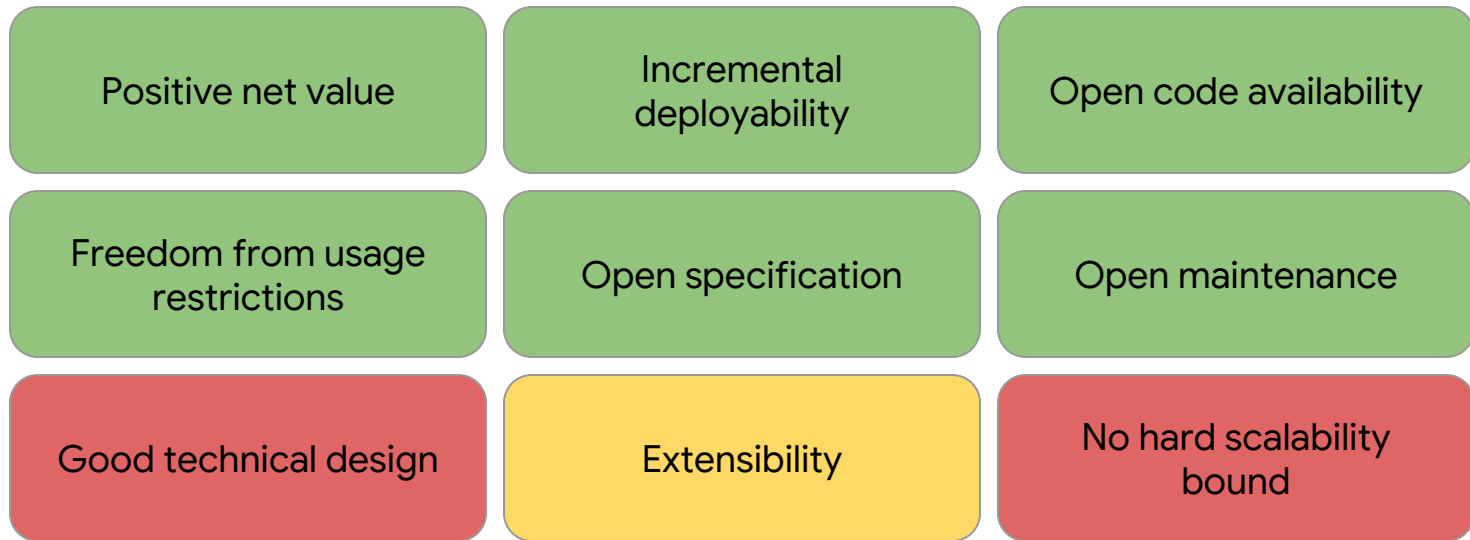 Positive net value
Incremental
deployability
Open code availability
Freedom from usage
restrictions
Open specification
Open maintenance
Good technical design
Extensibility
No hard scalability
bound